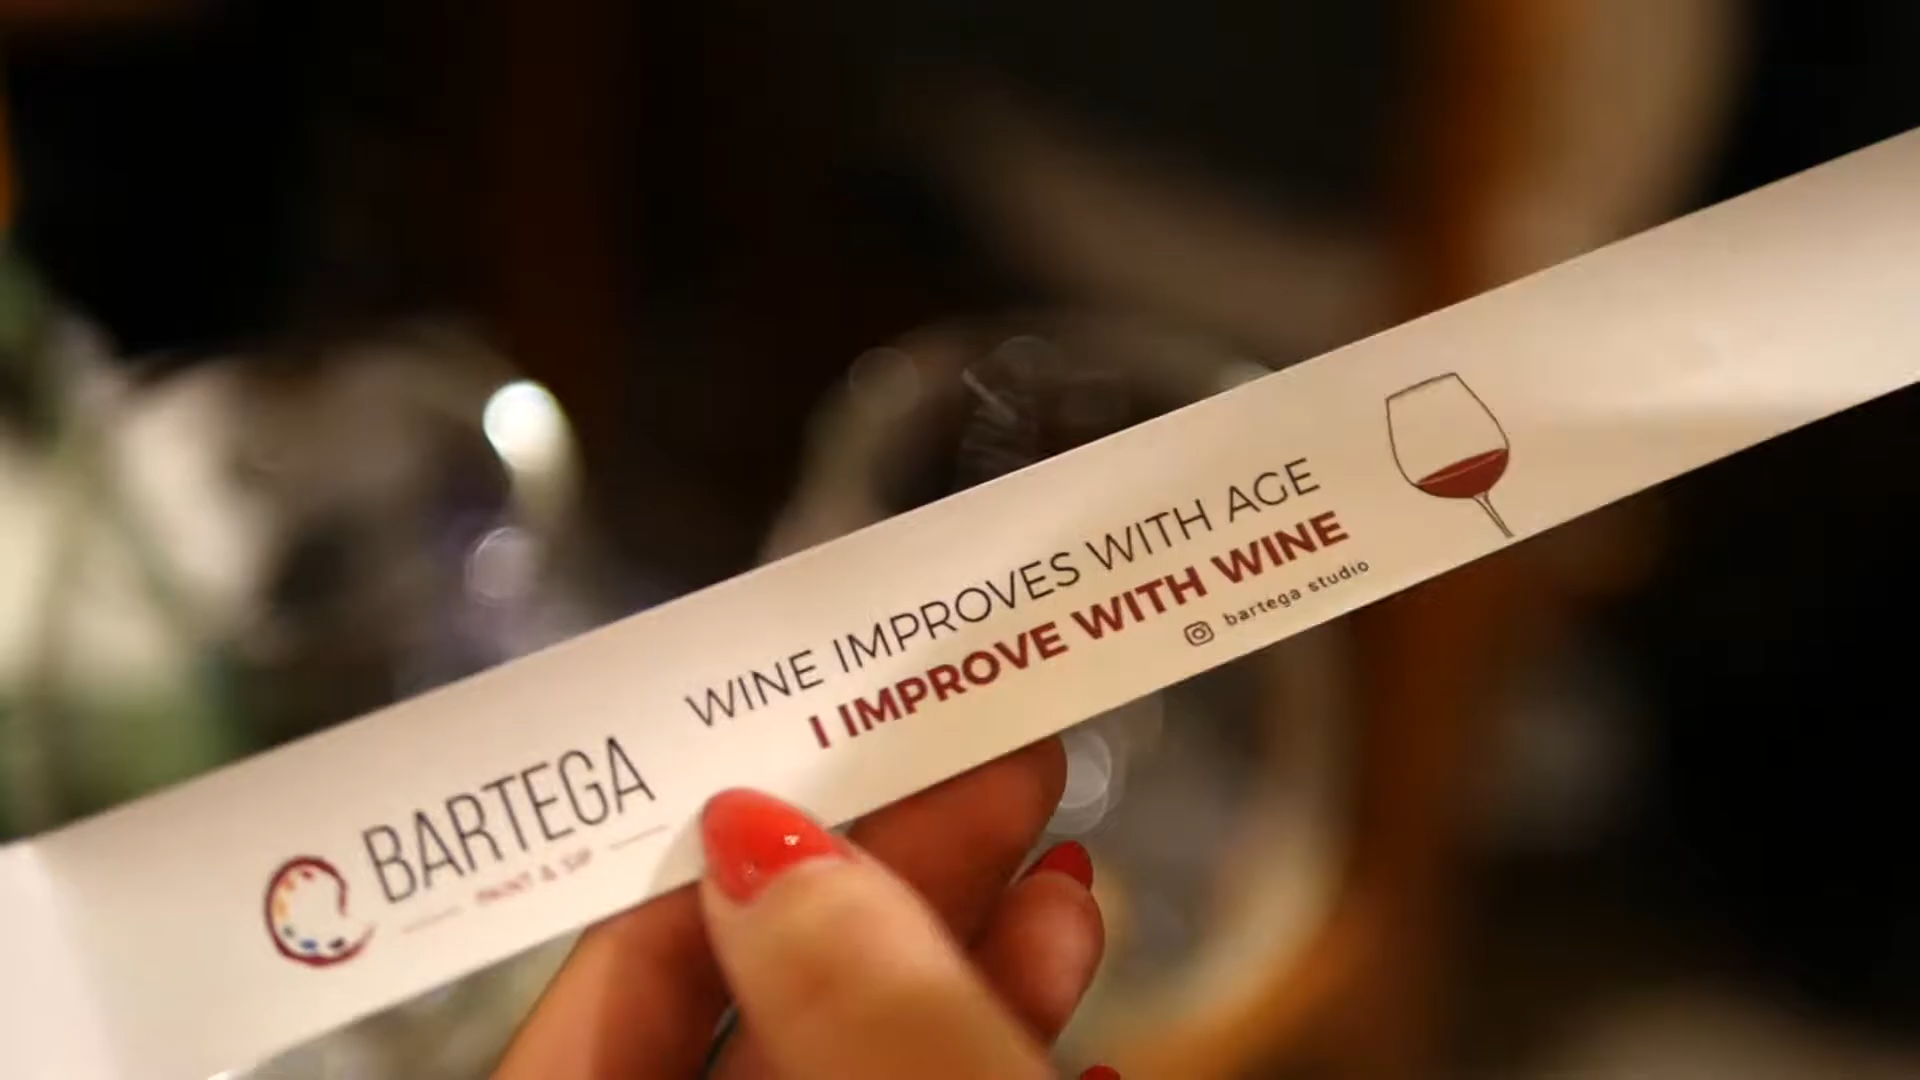 BARTEGA
PAINT & SIP
WINE IMPROVES WITH AGE
I IMPROVE WITH WINE
bartega studio